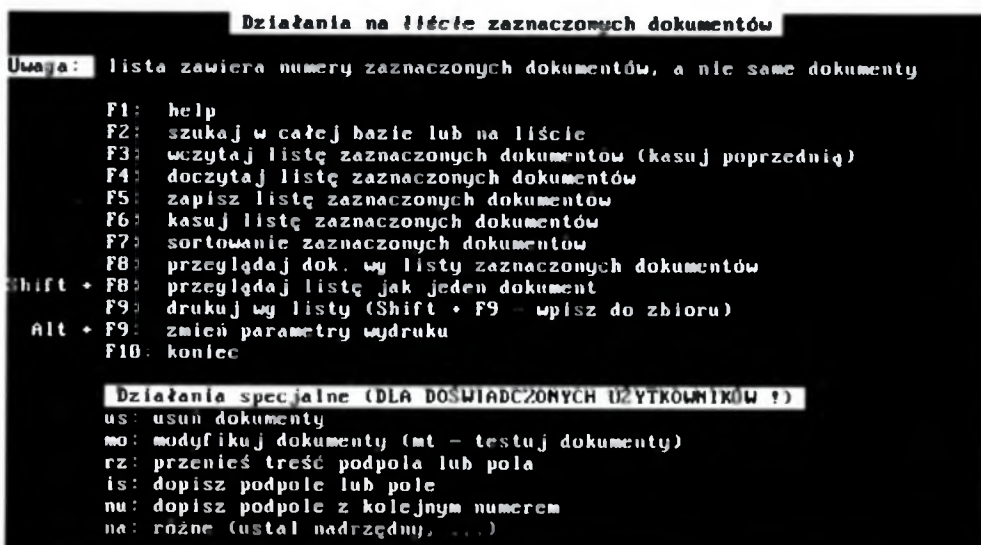 Działania na liście zaznaczonych dokumentów
Uwaga: lista zawiera numery zaznaczonych dokumentów, a nie same dokumenty
F1: help
F2: szukaj w całej bazie lub na liście
F3: wczytaj listę zaznaczonych dokumentów (kasuj poprzednią)
F4: doczytaj listę zaznaczonych dokumentów
F5: zapisz listę zaznaczonych dokumentów
F6: kasuj listę zaznaczonych dokumentów
F7: sortowanie zaznaczonych dokumentów
F8: przeglądaj dok. wg listy zaznaczonych dokumentów
Shift + F8: przeglądaj listę jak jeden dokument
F9: drukuj wg listy (Shift + F9 - wpisz do zbioru)
Alt + F9: zmień parametry wydruku
F10: koniec
Działania specjalne (DLA DOŚWIADCZONYCH UŻYTKOWNIKÓW !)
us: usuń dokumenty
mo: modyfikuj dokumenty (mt - testuj dokumenty)
rz: przenieś treść podpola lub pola
is: dopisz podpole lub pole
nu: dopisz podpole z kolejnym numerem
na: różne (ustal nadrzędny, ...)